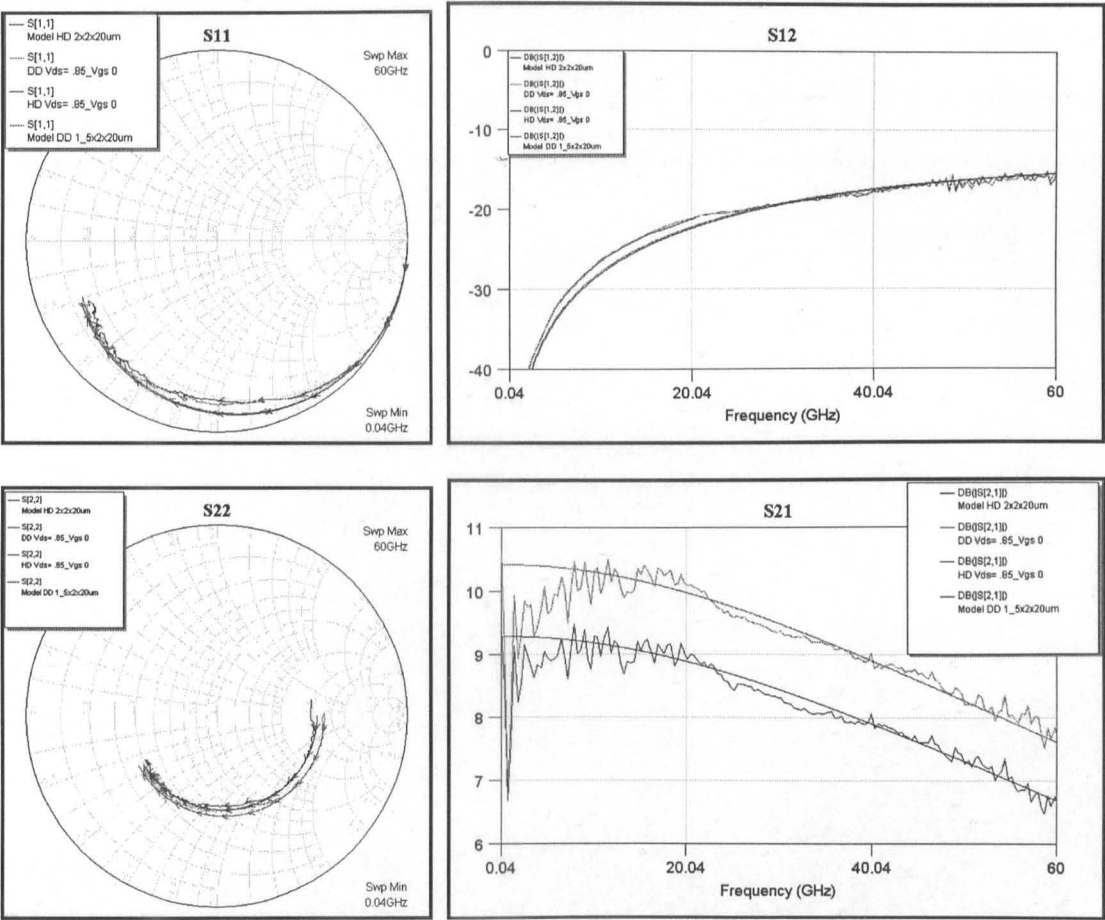 S[1,1]
Model HD 2x2x20um
S[1,1]
DD Vds= .85_Vgs 0
S[1,1]
HD Vds= .85_Vgs 0
S[1,1]
Model DD 1_5x2x20um
S11
Swp Max
60GHz
Swp Min
0.04GHz
S12
DB(|S[1,2]|)
Model HD 2x2x20um
DB(|S[1,2]|)
DD Vds= .85_Vgs 0
DB(|S[1,2]|)
HD Vds= .85_Vgs 0
DB(|S[1,2]|)
Model DD 1_5x2x20um
0
-10
-20
-30
-40
0.04
20.04
40.04
60
Frequency (GHz)
S[2,2]
Model HD 2x2x20um
S[2,2]
DD Vds= .85_Vgs 0
S[2,2]
HD Vds= .85_Vgs 0
S[2,2]
Model DD 1_5x2x20um
S22
Swp Max
60GHz
Swp Min
0.04GHz
S21
DB(|S[2,1]|)
Model HD 2x2x20um
DB(|S[2,1]|)
DD Vds= .85_Vgs 0
DB(|S[2,1]|)
HD Vds= .85_Vgs 0
DB(|S[2,1]|)
Model DD 1_5x2x20um
11
10
9
8
7
6
0.04
20.04
40.04
60
Frequency (GHz)